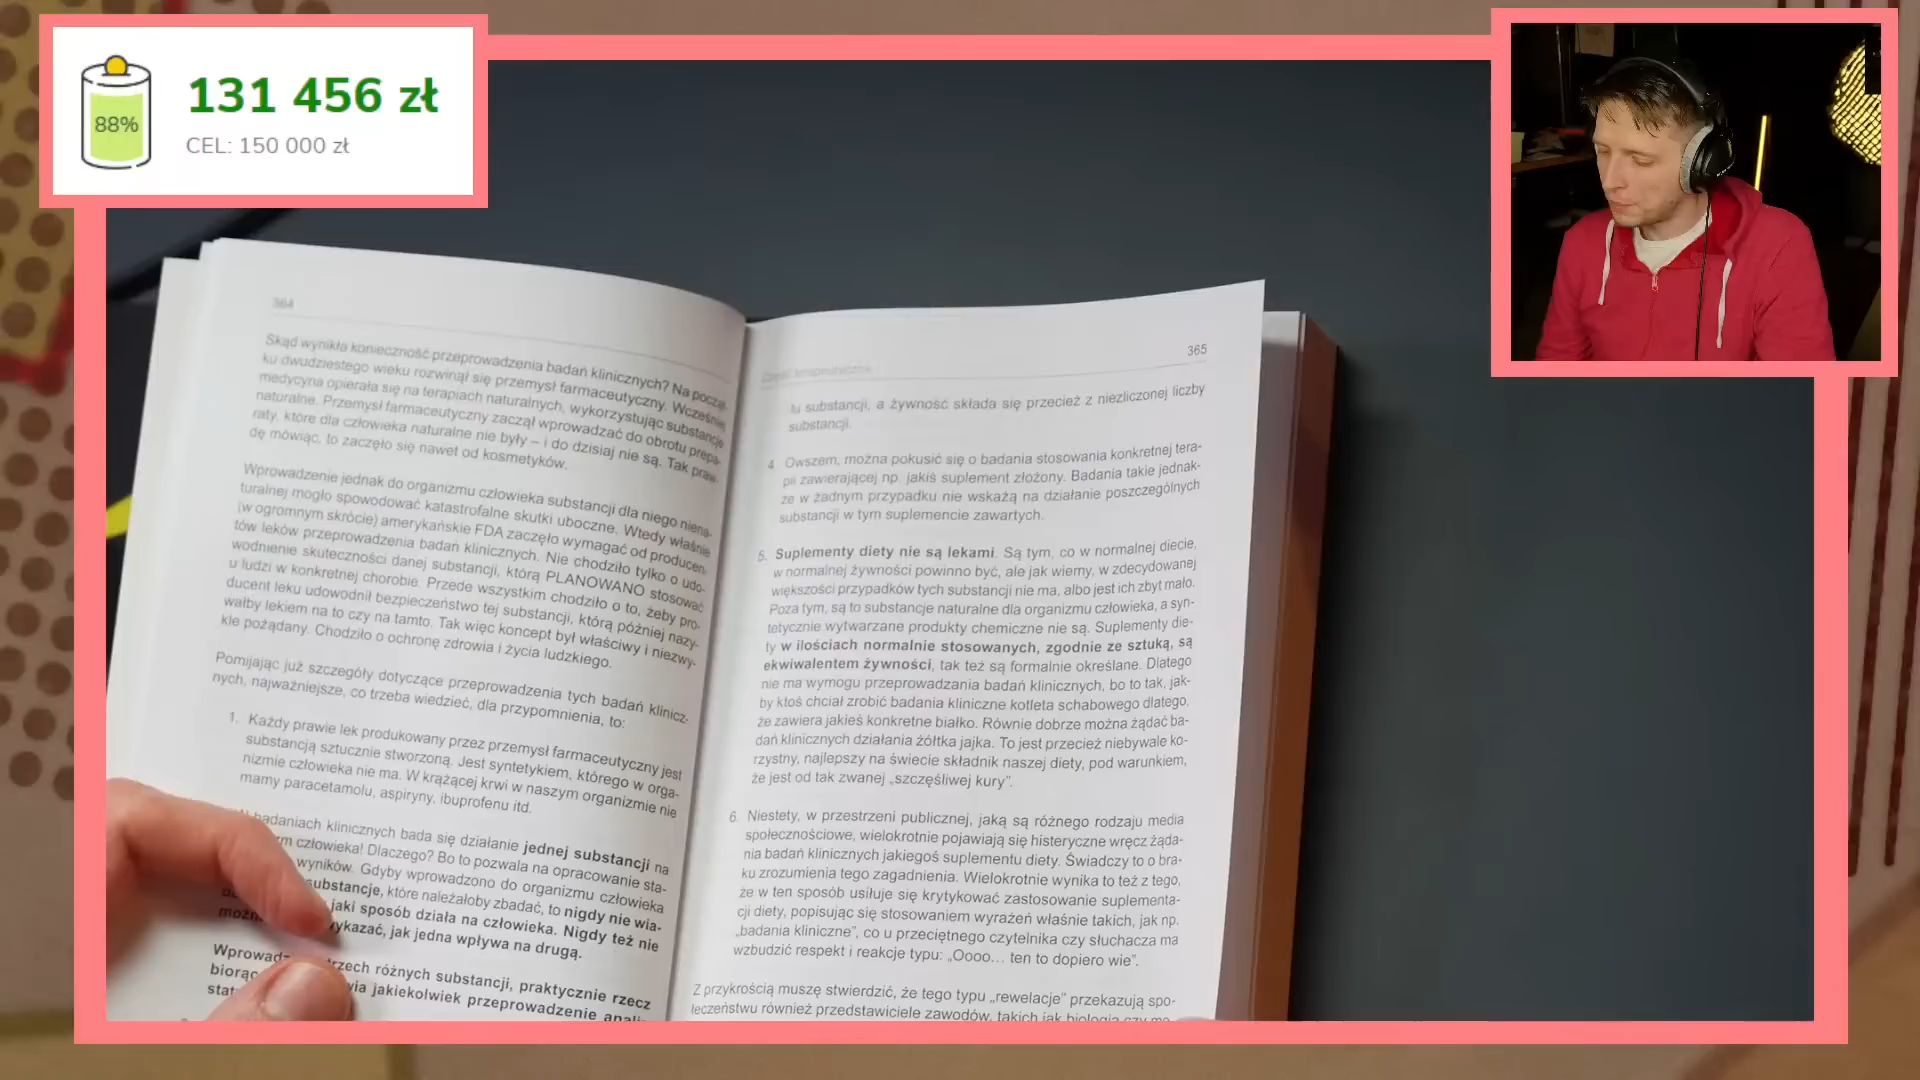 131 456 zł
88%
CEL: 150 000 zł
364
Skąd wynikła konieczność przeprowadzenia badań klinicznych? Na począt-
ku dwudziestego wieku rozwinął się przemysł farmaceutyczny. Wcześniej
medycyna opierała się na terapiach naturalnych, wykorzystując substancje
naturalne. Przemysł farmaceutyczny zaczął wprowadzać do obrotu prepa-
raty, które dla człowieka naturalne nie były – i do dzisiaj nie są. Tak praw-
dę mówiąc, to zaczęło się nawet od kosmetyków.
Wprowadzenie jednak do organizmu człowieka substancji dla niego niena-
turalnej mogło spowodować katastrofalne skutki uboczne. Wtedy właśnie
(w ogromnym skrócie) amerykańskie FDA zaczęło wymagać od producen-
tów leków przeprowadzenia badań klinicznych. Nie chodziło tylko o udo-
wodnienie skuteczności danej substancji, którą PLANOWANO stosować
u ludzi w konkretnej chorobie. Przede wszystkim chodziło o to, żeby pro-
ducent leku udowodnił bezpieczeństwo tej substancji, którą później nazy-
wałby lekiem na to czy na tamto. Tak więc koncept był właściwy i niezwy-
kle pożądany. Chodziło o ochronę zdrowia i życia ludzkiego.
Pomijając już szczegóły dotyczące przeprowadzenia tych badań klinicz-
nych, najważniejsze, co trzeba wiedzieć, dla przypomnienia, to:
1. Każdy prawie lek produkowany przez przemysł farmaceutyczny jest
substancją sztucznie stworzoną. Jest syntetykiem, którego w orga-
nizmie człowieka nie ma. W krążącej krwi w naszym organizmie nie
mamy paracetamolu, aspiryny, ibuprofenu itd.
badaniach klinicznych bada się działanie jednej substancji na
człowieka! Dlaczego? Bo to pozwala na opracowanie sta-
wyników. Gdyby wprowadzono do organizmu człowieka
substancje, które należałoby zbadać, to nigdy nie wia-
jaki sposób działa na człowieka. Nigdy też nie
wykazać, jak jedna wpływa na drugą.
trzech różnych substancji, praktycznie rzecz
biorąc jakiekolwiek przeprowadzenie
365
Część terapeutyczna
lu substancji, a żywność składa się przecież z niezliczonej liczby
substancji.
4. Owszem, można pokusić się o badania stosowania konkretnej tera-
pii zawierającej np. jakiś suplement złożony. Badania takie jednak-
że w żadnym przypadku nie wskażą na działanie poszczególnych
substancji w tym suplemencie zawartych.
5. Suplementy diety nie są lekami. Są tym, co w normalnej diecie,
w normalnej żywności powinno być, ale jak wiemy, w zdecydowanej
większości przypadków tych substancji nie ma, albo jest ich zbyt mało.
Poza tym, są to substancje naturalne dla organizmu człowieka, a syn-
tetycznie wytwarzane produkty chemiczne nie są. Suplementy die-
ty w ilościach normalnie stosowanych, zgodnie ze sztuką, są
ekwiwalentem żywności, tak też są formalnie określane. Dlatego
nie ma wymogu przeprowadzania badań klinicznych, bo to tak, jak-
by ktoś chciał zrobić badania kliniczne kotleta schabowego dlatego,
że zawiera jakieś konkretne białko. Równie dobrze można żądać ba-
dań klinicznych działania żółtka jajka. To jest przecież niebywale ko-
rzystny, najlepszy na świecie składnik naszej diety, pod warunkiem,
że jest od tak zwanej „szczęśliwej kury”.
6. Niestety, w przestrzeni publicznej, jaką są różnego rodzaju media
społecznościowe, wielokrotnie pojawiają się histeryczne wręcz żąda-
nia badań klinicznych jakiegoś suplementu diety. Świadczy to o bra-
ku zrozumienia tego zagadnienia. Wielokrotnie wynika to też z tego,
że w ten sposób usiłuje się krytykować zastosowanie suplementa-
cji diety, popisując się stosowaniem wyrażeń właśnie takich, jak np.
„badania kliniczne”, co u przeciętnego czytelnika czy słuchacza ma
wzbudzić respekt i reakcje typu: „Oooo… ten to dopiero wie”.
Z przykrością muszę stwierdzić, że tego typu „rewelacje” przekazują spo-
łeczeństwu również przedstawiciele zawodów, takich jak biologia czy